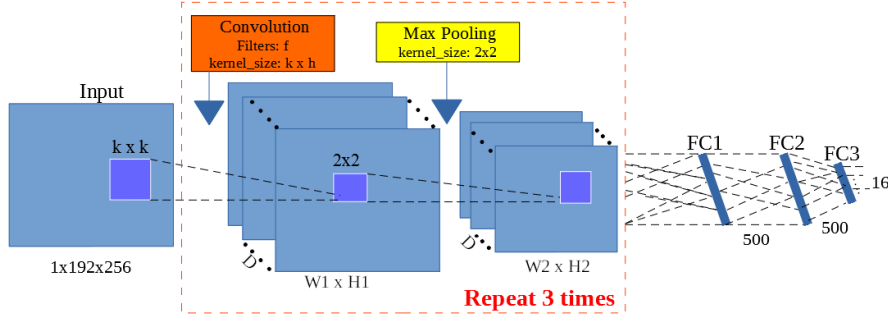 Convolution
Filters: f
kernel_size: k x h
Max Pooling
kernel_size: 2x2
Input
k x k
2x2
FC1
FC2
FC3
16
D
D
500
500
1x192x256
W1 x H1
W2 x H2
Repeat 3 times